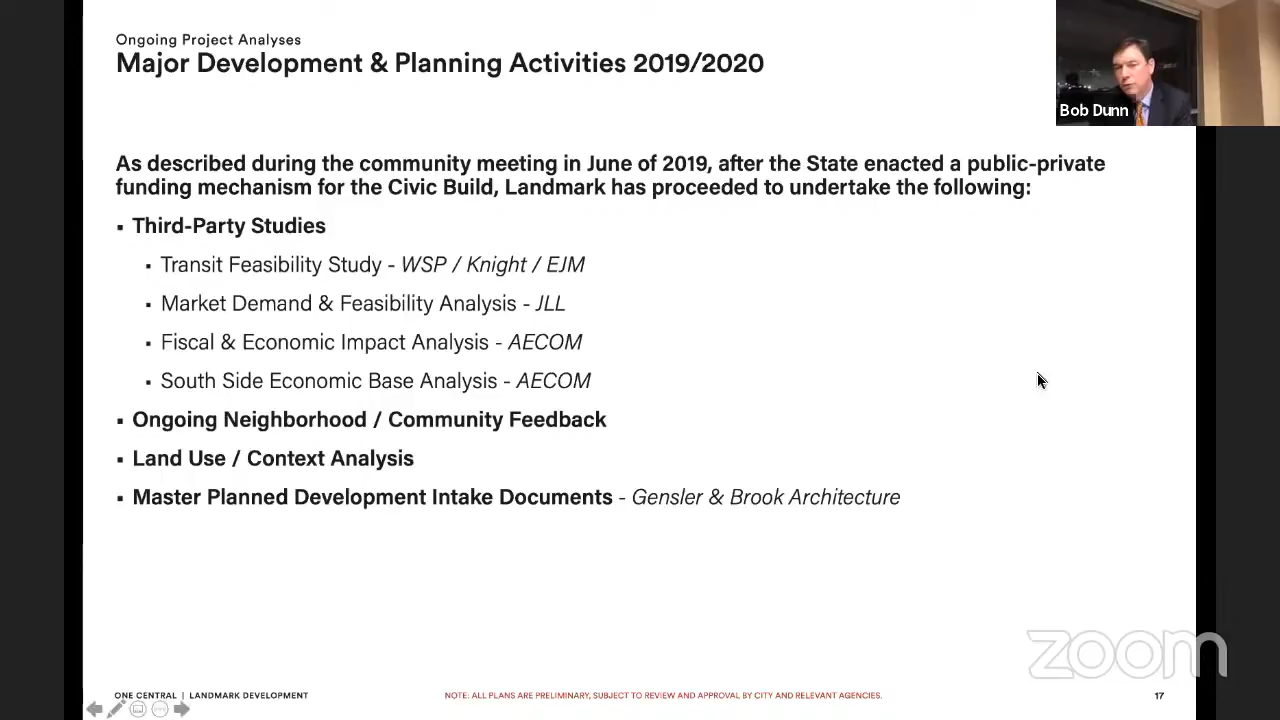 Ongoing Project Analyses
Major Development & Planning Activities 2019/2020
Bob Dunn
As described during the community meeting in June of 2019, after the State enacted a public-private
funding mechanism for the Civic Build, Landmark has proceeded to undertake the following:
▪ Third-Party Studies
▪ Transit Feasibility Study - WSP / Knight / EJM
▪ Market Demand & Feasibility Analysis - JLL
▪ Fiscal & Economic Impact Analysis - AECOM
▪ South Side Economic Base Analysis - AECOM
▪ Ongoing Neighborhood / Community Feedback
▪ Land Use / Context Analysis
▪ Master Planned Development Intake Documents - Gensler & Brook Architecture
zoom
ONE CENTRAL | LANDMARK DEVELOPMENT
NOTE: ALL PLANS ARE PRELIMINARY, SUBJECT TO REVIEW AND APPROVAL BY CITY AND RELEVANT AGENCIES.
17